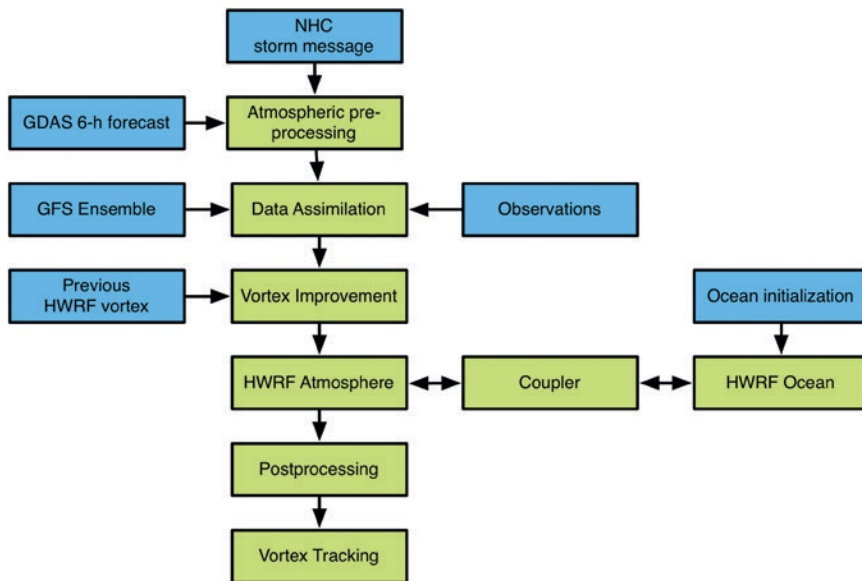 NHC
storm message
GDAS 6-h forecast
Atmospheric pre-
processing
GFS Ensemble
Data Assimilation
Observations
Previous
HWRF vortex
Vortex Improvement
Ocean initialization
HWRF Atmosphere
Coupler
HWRF Ocean
Postprocessing
Vortex Tracking